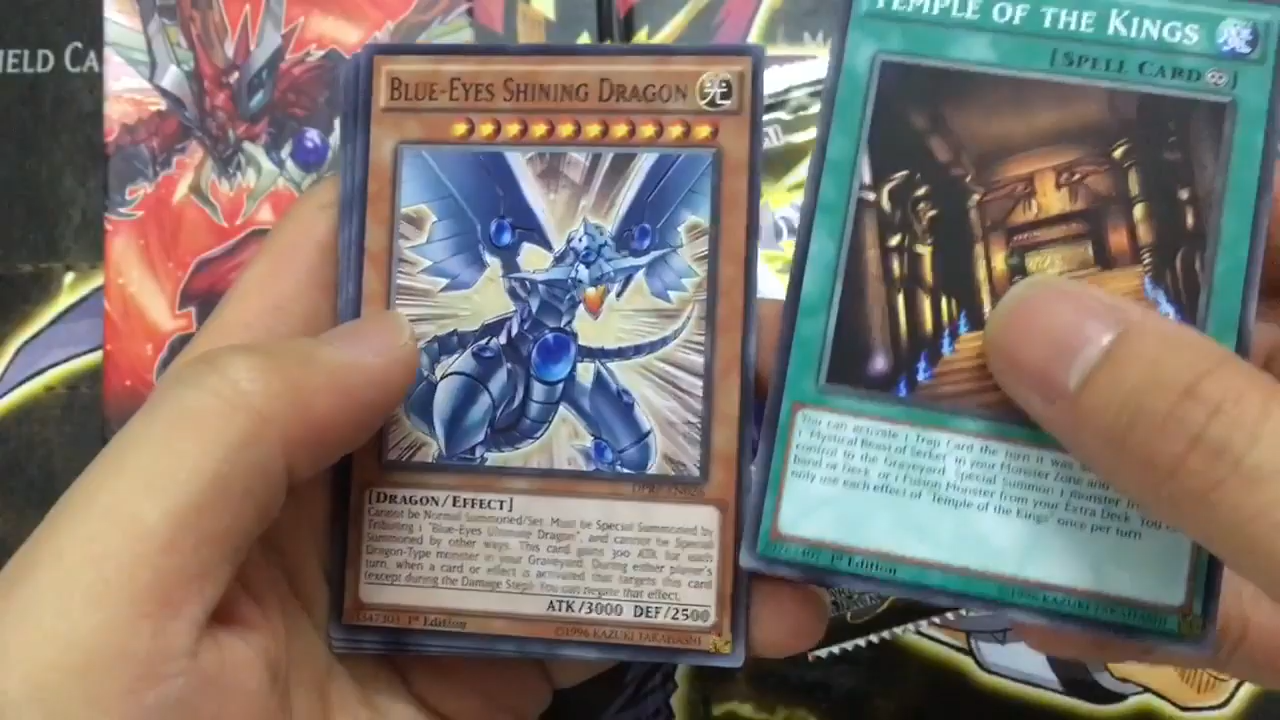 IELD CA
BLUE-EYES SHINING DRAGON
光
[DRAGON/EFFECT]
Cannot be Normal Summoned/Set. Must be Special Summoned by
Tributing 1 "Blue-Eyes Ultimate Dragon", and cannot be Special
Summoned by other ways. This card gains 300 ATK for each
Dragon-Type monster in your Graveyard. During either player's
turn, when a card or effect is activated that targets this card
(except during the Damage Step): You can negate that effect.
ATK/3000 DEF/2500
1st Edition
©1996 KAZUKI TAKAHASHI
TEMPLE OF THE KINGS
[SPELL CARD
]
You can activate 1 Trap Card the turn it was
1 "Mystical Beast of Serket" in your Monster Zone and
control to the Graveyard; Special Summon 1 monster
hand or Deck, or 1 Fusion Monster from your Extra Deck. You
only use each effect of "Temple of the Kings" once per turn.
1st Edition
©1996 KAZUKI TAKAHASHI